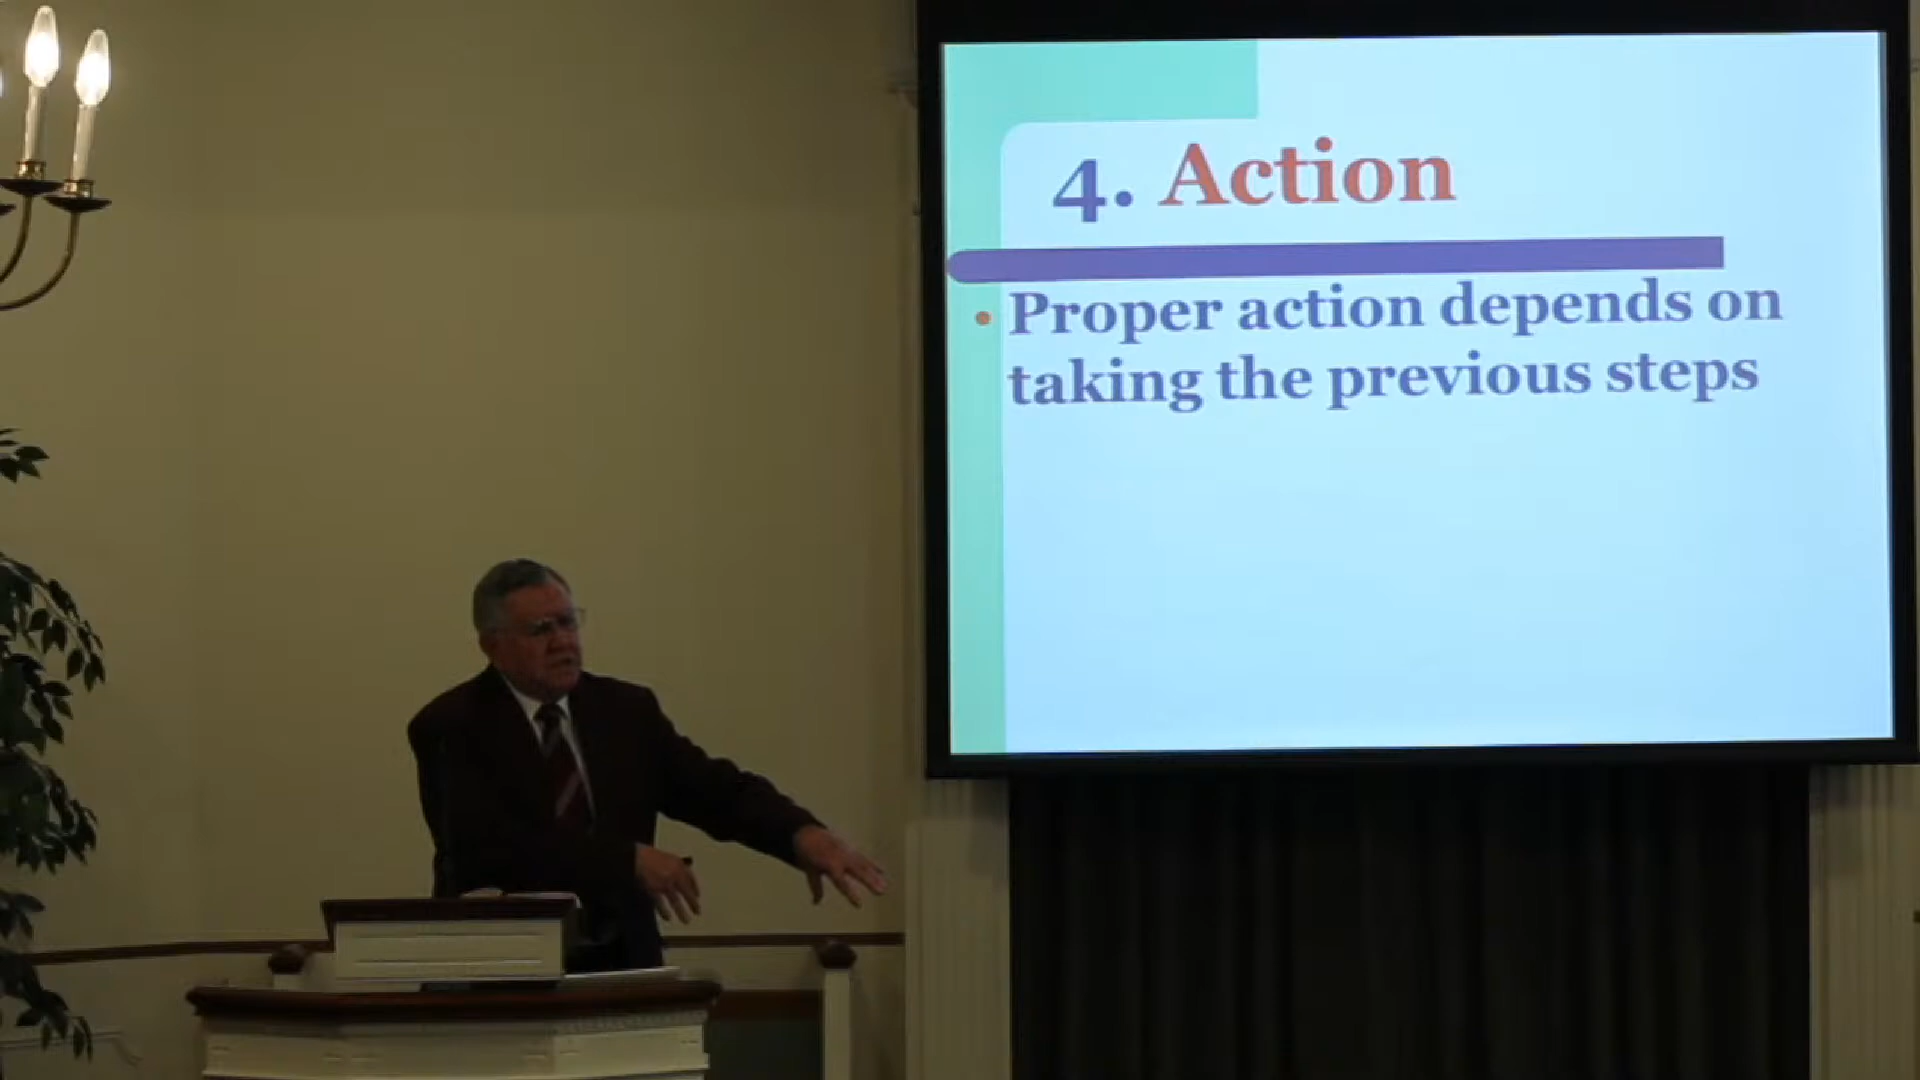 4. Action
• Proper action depends on
taking the previous steps